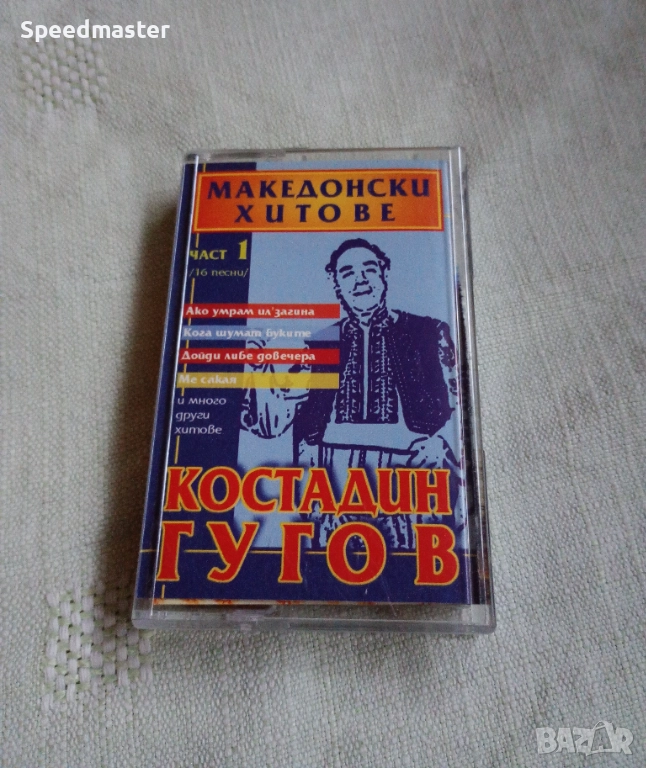 Speedmaster
МАКЕДОНСКИ
ХИТОВЕ
ЧАСТ 1
/16 песни/
Ако умрам ил'загина
Кога шумат буките
Дойди либе довечера
Ме сакая
и много
други
хитове
КОСТАДИН
ГУГОВ
BAZAR